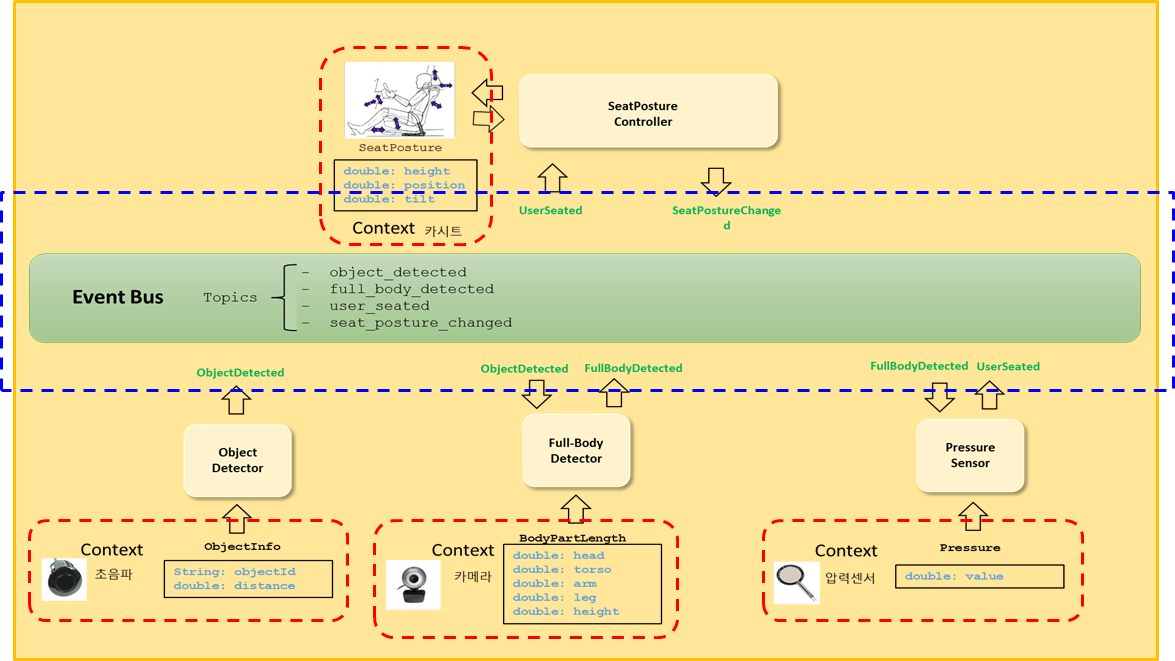 SeatPosture
Controller
SeatPosture
double: height
double: position
double: tilt
Context 카시트
UserSeated
SeatPostureChange
d
Event Bus
Topics
- object_detected
- full_body_detected
- user_seated
- seat_posture_changed
ObjectDetected
ObjectDetected
FullBodyDetected
FullBodyDetected
UserSeated
Object
Detector
Full-Body
Detector
Pressure
Sensor
Context
초음파
ObjectInfo
String: objectId
double: distance
Context
카메라
BodyPartLength
double: head
double: torso
double: arm
double: leg
double: height
Context
압력센서
Pressure
double: value